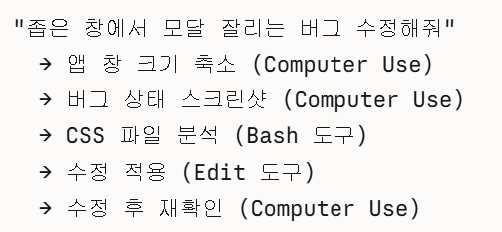 "좁은 창에서 모달 잘리는 버그 수정해줘"
→ 앱 창 크기 축소 (Computer Use)
→ 버그 상태 스크린샷 (Computer Use)
→ CSS 파일 분석 (Bash 도구)
→ 수정 적용 (Edit 도구)
→ 수정 후 재확인 (Computer Use)